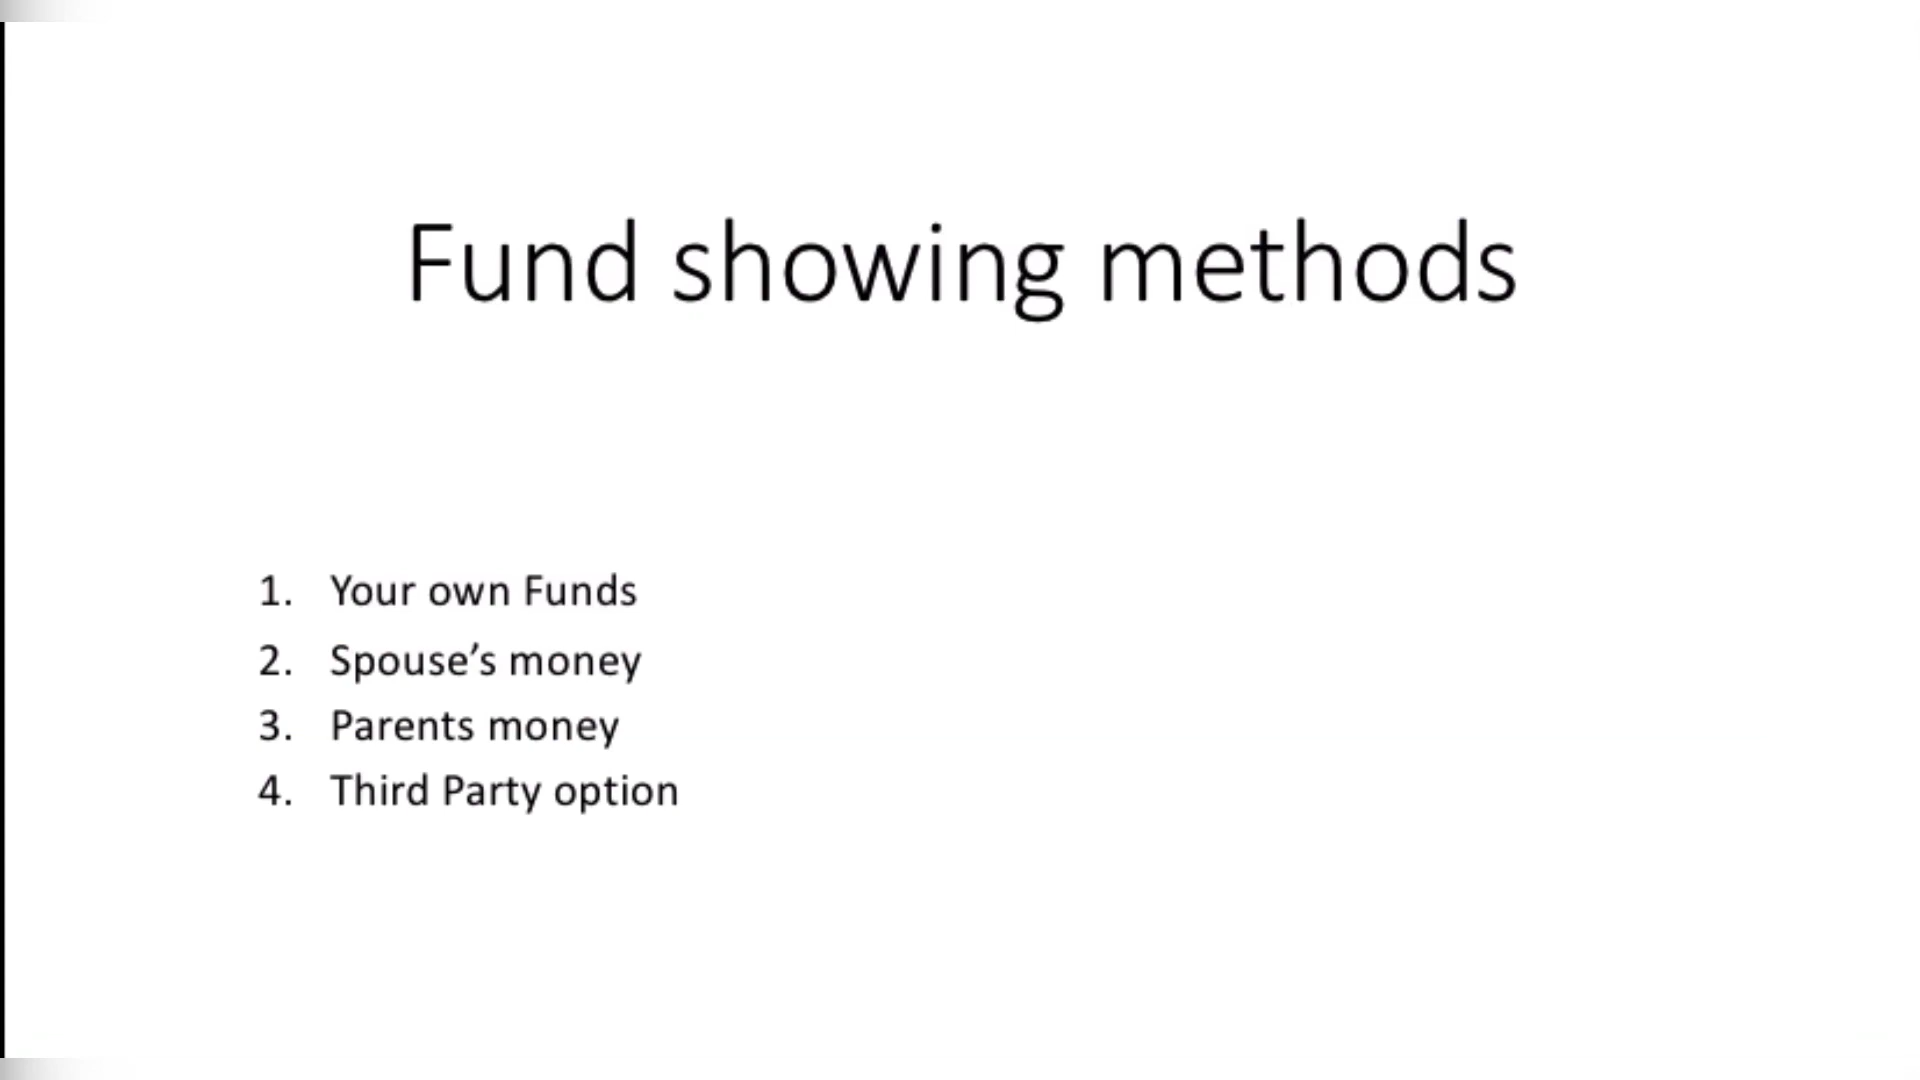 Fund showing methods
1. Your own Funds
2. Spouse’s money
3. Parents money
4. Third Party option